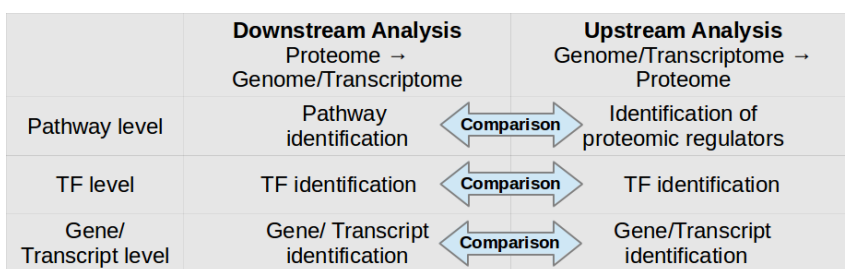 Downstream Analysis
Proteome →
Genome/Transcriptome
Upstream Analysis
Genome/Transcriptome →
Proteome
Pathway level
Pathway
identification
Comparison
Identification of
proteomic regulators
TF level
TF identification
Comparison
TF identification
Gene/
Transcript level
Gene/ Transcript
identification
Comparison
Gene/Transcript
identification